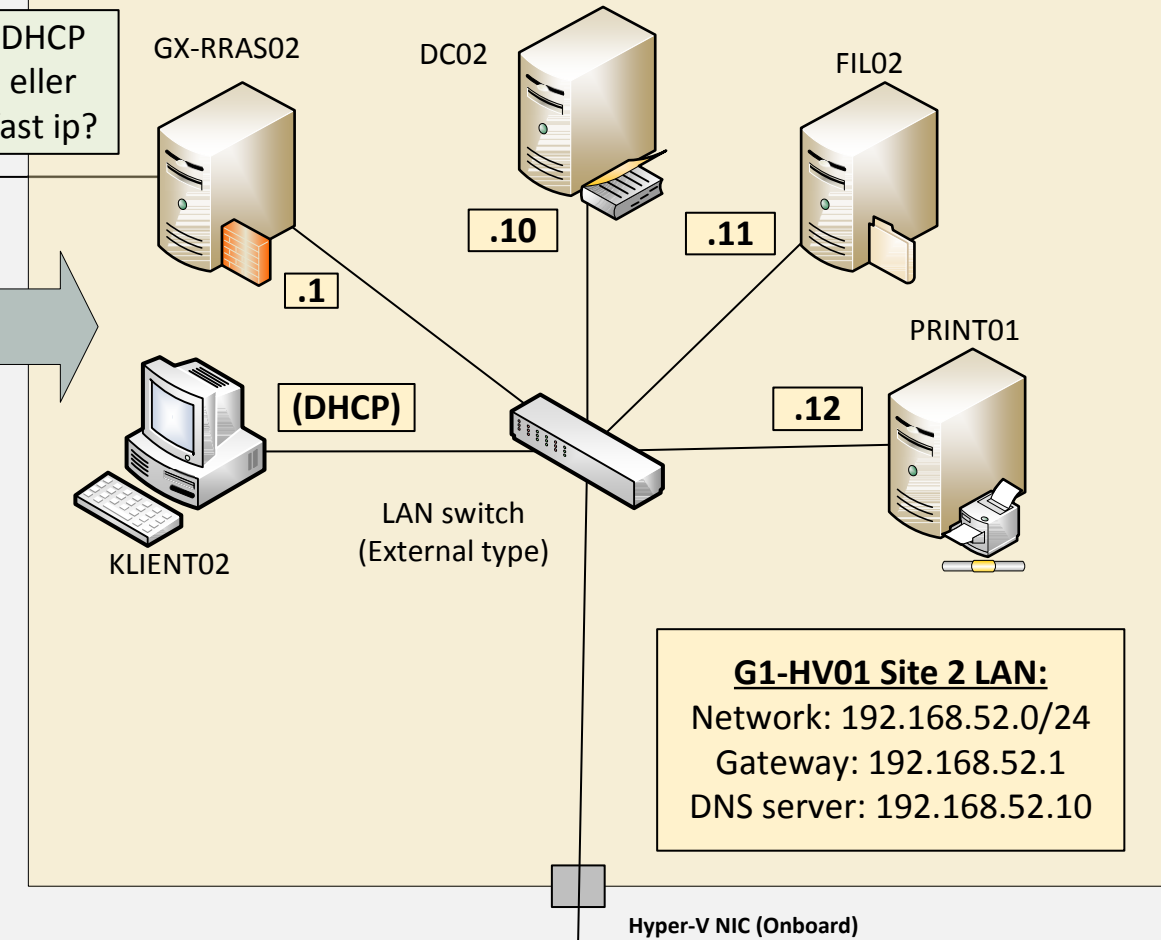 DHCP
eller
ast ip?
GX-RRAS02
DC02
FIL02
.10
.11
.1
PRINT01
(DHCP)
.12
LAN switch
(External type)
KLIENT02
G1-HV01 Site 2 LAN:
Network: 192.168.52.0/24
Gateway: 192.168.52.1
DNS server: 192.168.52.10
Hyper-V NIC (Onboard)